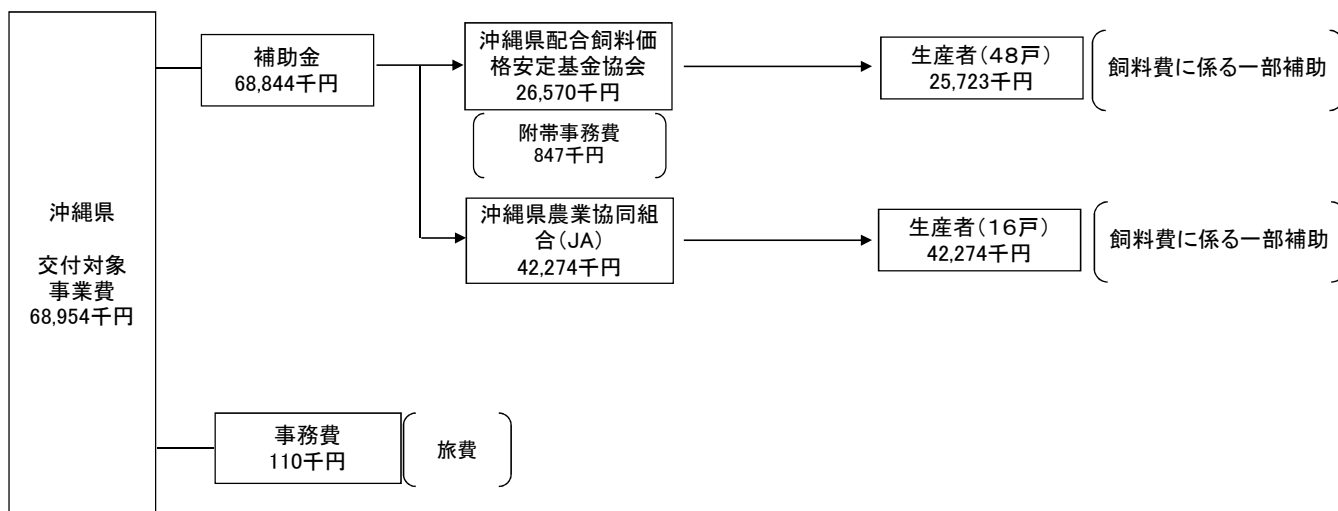 沖縄県
交付対象
事業費
68,954千円
補助金
68,844千円
沖縄県配合飼料価
格安定基金協会
26,570千円
附帯事務費
847千円
生産者(48戸)
25,723千円
飼料費に係る一部補助
沖縄県農業協同組
合(JA)
42,274千円
生産者(16戸)
42,274千円
飼料費に係る一部補助
事務費
110千円
旅費